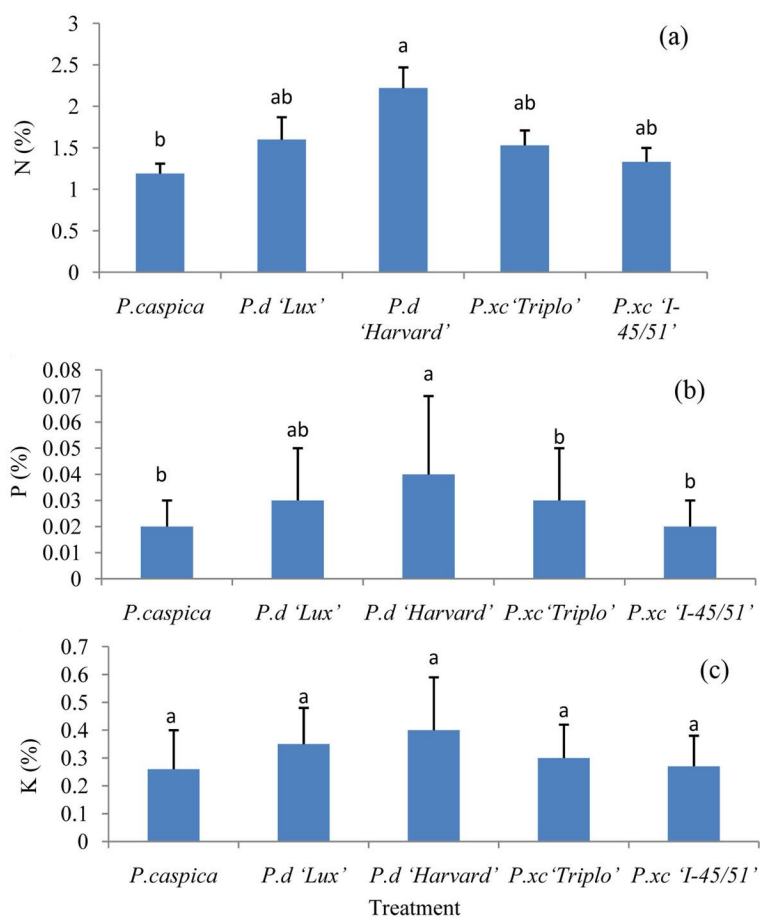 (a)
N (%)
3
2.5
2
1.5
1
0.5
0
b
ab
a
ab
ab
P.caspica
P.d ‘Lux’
P.d
‘Harvard’
P.xc‘Triplo’
P.xc ‘I-
45/51’
(b)
P (%)
0.08
0.07
0.06
0.05
0.04
0.03
0.02
0.01
0
b
ab
a
b
b
P.caspica
P.d ‘Lux’
P.d ‘Harvard’
P.xc‘Triplo’
P.xc ‘I-45/51’
(c)
K (%)
0.7
0.6
0.5
0.4
0.3
0.2
0.1
0
a
a
a
a
a
P.caspica
P.d ‘Lux’
P.d ‘Harvard’
P.xc‘Triplo’
P.xc ‘I-45/51’
Treatment